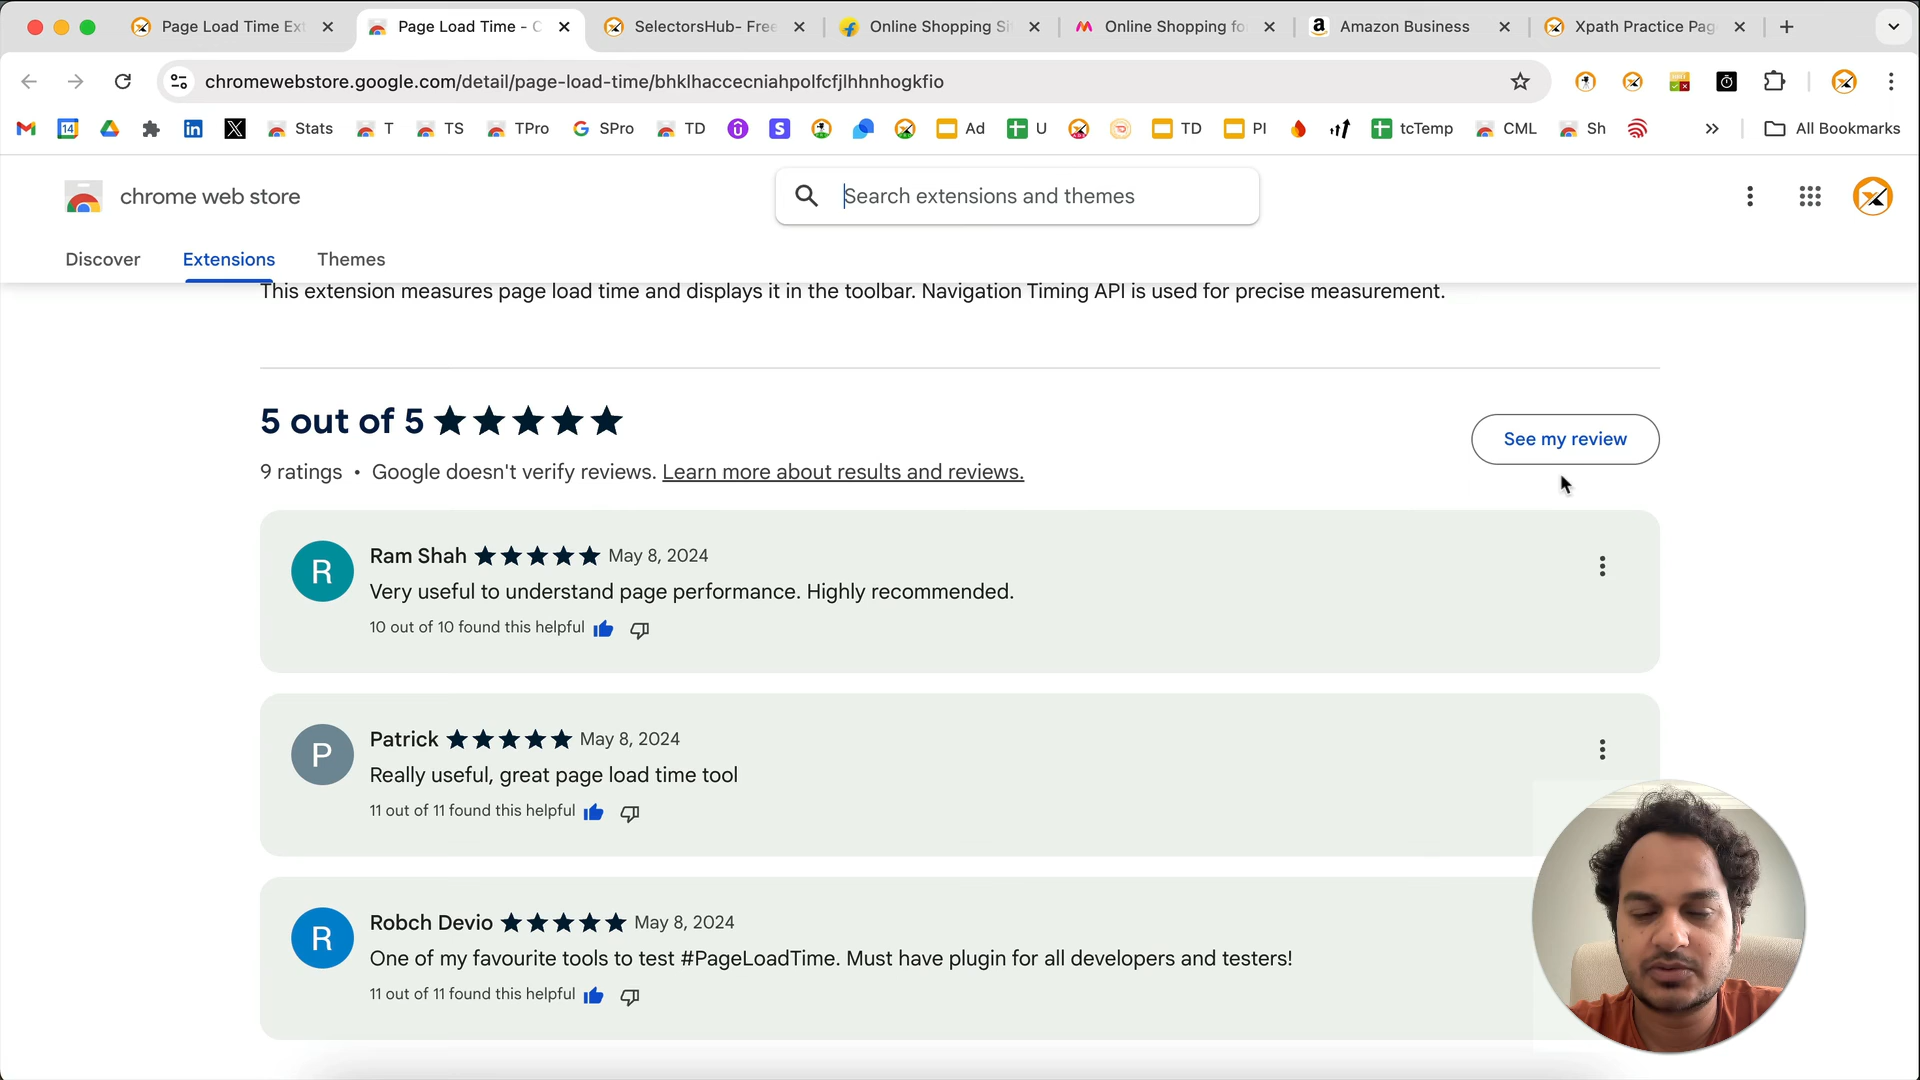 Page Load Time Ext
Page Load Time - C
SelectorsHub- Free
Online Shopping Si
Online Shopping fo
Amazon Business
Xpath Practice Pag
chromewebstore.google.com/detail/page-load-time/bhklhaccecniahpolfcfjlhhnhogkfio
14
Stats
T
TS
TPro
SPro
TD
Ad
U
TD
PI
tcTemp
CML
Sh
All Bookmarks
chrome web store
Search extensions and themes
Discover
Extensions
Themes
This extension measures page load time and displays it in the toolbar. Navigation Timing API is used for precise measurement.
5 out of 5
See my review
9 ratings • Google doesn't verify reviews. Learn more about results and reviews.
R
Ram Shah May 8, 2024
Very useful to understand page performance. Highly recommended.
10 out of 10 found this helpful
P
Patrick May 8, 2024
Really useful, great page load time tool
11 out of 11 found this helpful
R
Robch Devio May 8, 2024
One of my favourite tools to test #PageLoadTime. Must have plugin for all developers and testers!
11 out of 11 found this helpful